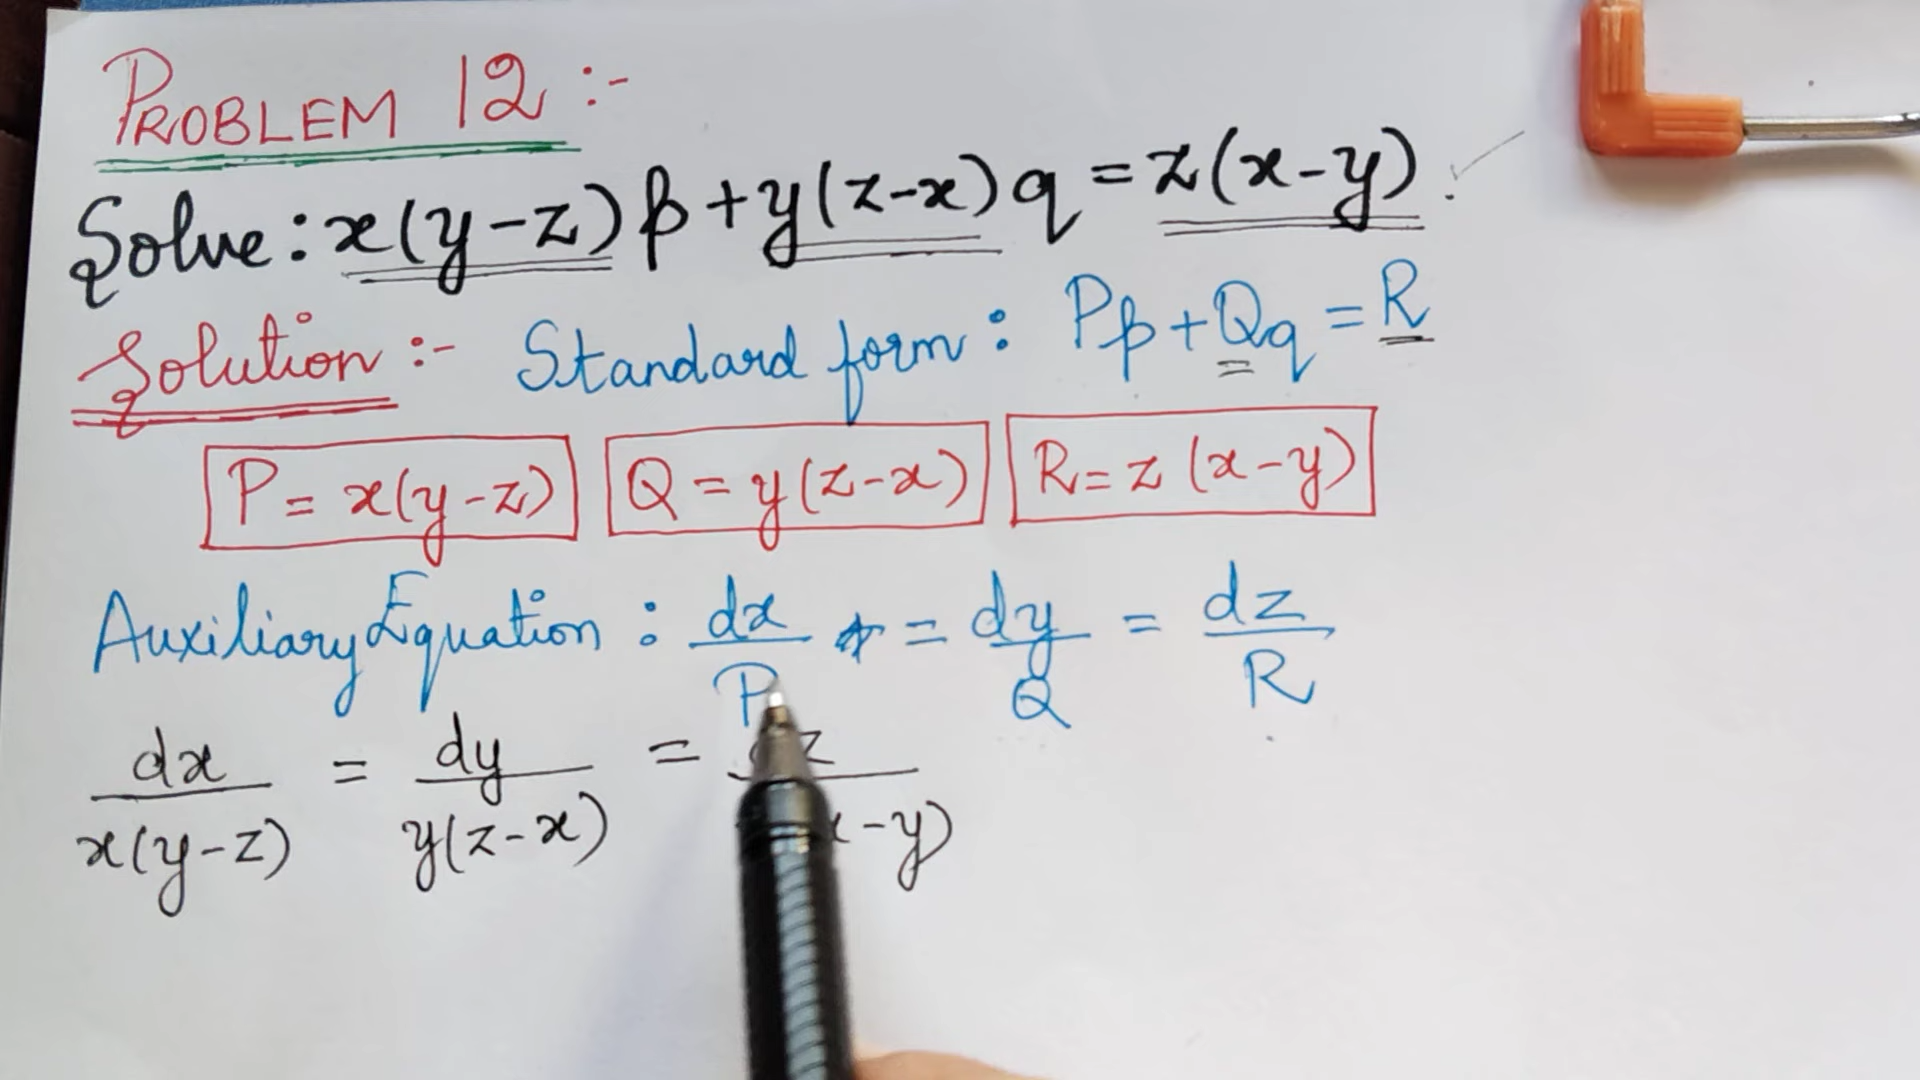 PROBLEM 12 :-
Solve: x(y-z)p+y(z-x)q=z(x-y).
Solution :- Standard form: Pp+Qq=R
P= x(y-z) Q=y(z-x) R=z(x-y)
Auxiliary Equation: dx/P = dy/Q = dz/R
dx/x(y-z) = dy/y(z-x) = z/x-y)